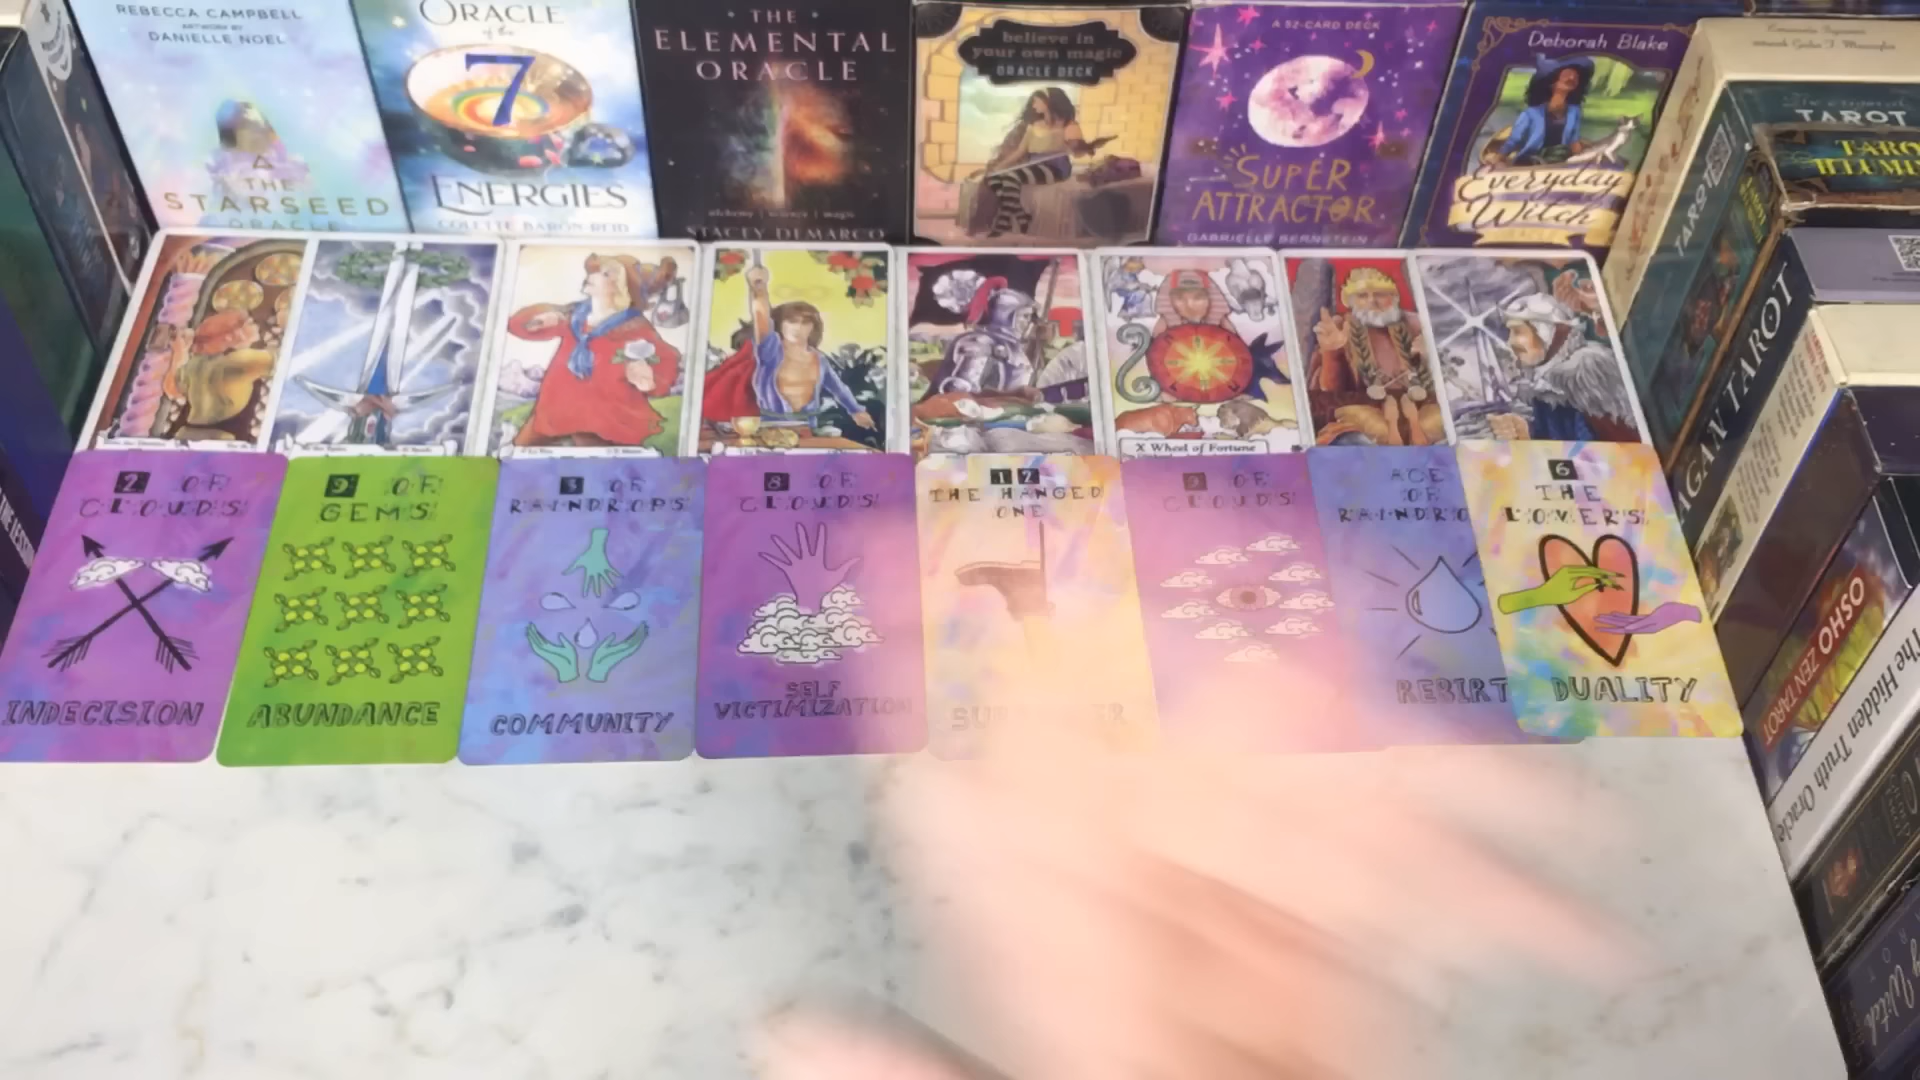 REBECCA CAMPBELL
ARTWORK BY
DANIELLE NOEL
THE
STARSEED
ORACLE
ORACLE
of the
7
ENERGIES
COLETTE BARON-REID
THE
ELEMENTAL
ORACLE
alchemy | science | magic
STACEY DEMARCO
believe in
your own magic
ORACLE DECK
A 52-CARD DECK
SUPER
ATTRACTOR
GABRIELLE BERNSTEIN
Deborah Blake
Everyday
Witch
TAROT
TAROT
PAGAN TAROT
OSHO ZEN TAROT
The Hidden Truth Oracle
X Wheel of Fortune
2 OF
CLOUDS
INDECISION
9 OF
GEMS
ABUNDANCE
3 OF
RAINDROPS
COMMUNITY
8 OF
CLOUDS
SELF
VICTIMIZATION
12
THE HANGED
ONE
9 OF
CLOUDS
ACE
OF
RAINDRO
REBIRT
6
THE
LOVERS
DUALITY